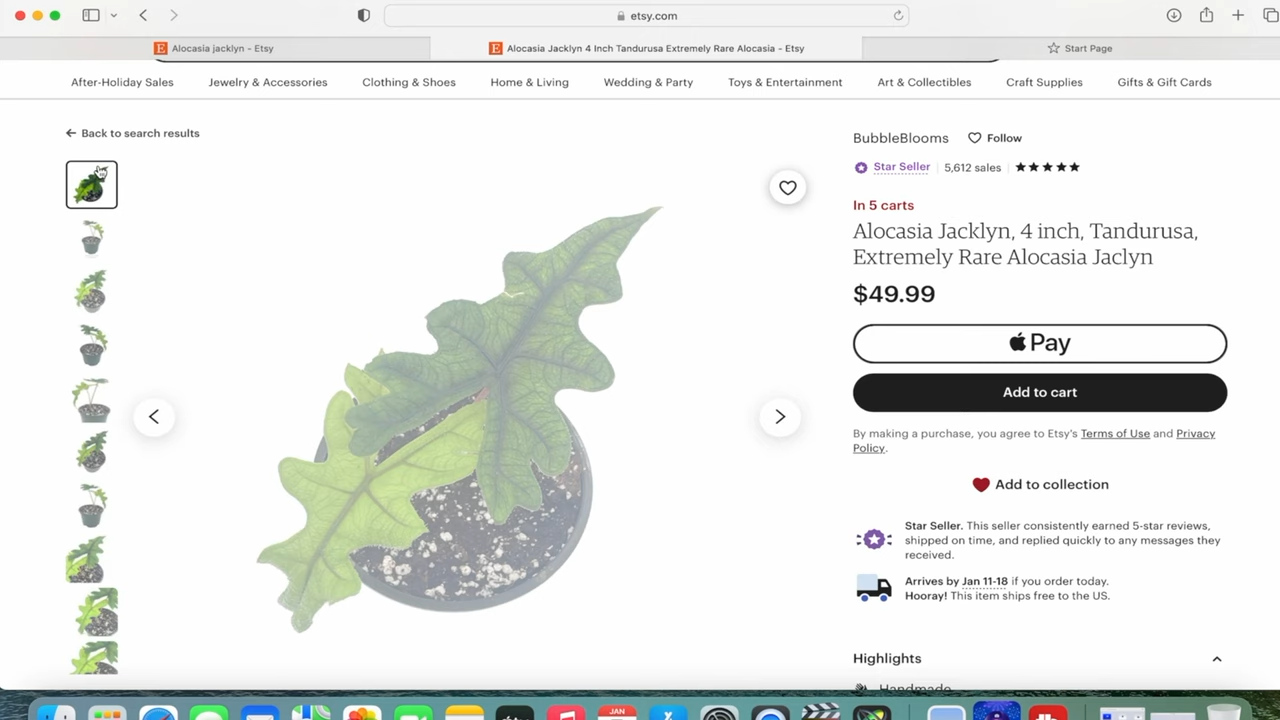 etsy.com
Alocasia jacklyn - Etsy
Alocasia Jacklyn 4 Inch Tandurusa Extremely Rare Alocasia - Etsy
Start Page
After-Holiday Sales
Jewelry & Accessories
Clothing & Shoes
Home & Living
Wedding & Party
Toys & Entertainment
Art & Collectibles
Craft Supplies
Gifts & Gift Cards
Back to search results
BubbleBlooms
Follow
Star Seller
5,612 sales
In 5 carts
Alocasia Jacklyn, 4 inch, Tandurusa,
Extremely Rare Alocasia Jaclyn
$49.99
Pay
Add to cart
By making a purchase, you agree to Etsy's Terms of Use and Privacy
Policy.
Add to collection
Star Seller. This seller consistently earned 5-star reviews,
shipped on time, and replied quickly to any messages they
received.
Arrives by Jan 11-18 if you order today.
Hooray! This item ships free to the US.
Highlights
Handmade
JAN